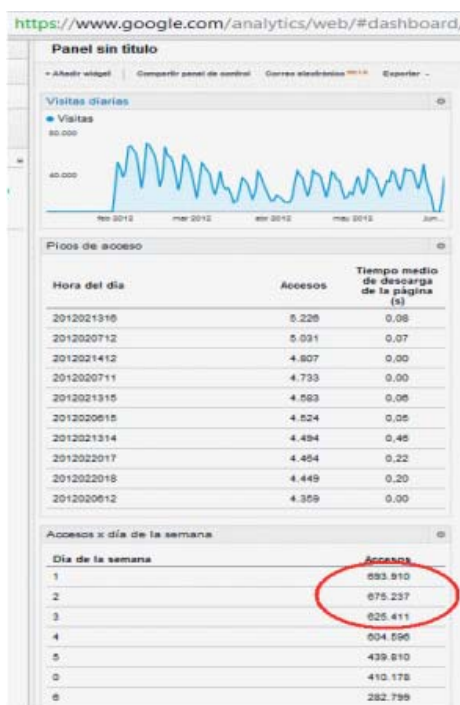 https://www.google.com/analytics/web/#dashboard/
Panel sin título
+ Añadir widget Compartir panel de control Correo electrónico BETA Exportar
Visitas diarias
Visitas
80.000
40.000
feb 2012 mar 2012 abr 2012 may 2012 jun...
Picos de acceso
Hora del día Accesos Tiempo medio de descarga de la página (s)
2012021316 5.226 0,08
2012020712 5.031 0,07
2012021412 4.807 0,00
2012020711 4.733 0,00
2012021315 4.583 0,06
2012020615 4.524 0,05
2012021314 4.494 0,46
2012022017 4.464 0,22
2012022018 4.449 0,20
2012020612 4.359 0,00
Accesos x día de la semana
Día de la semana Accesos
1 693.910
2 675.237
3 625.411
4 604.596
5 439.810
0 410.178
6 282.799